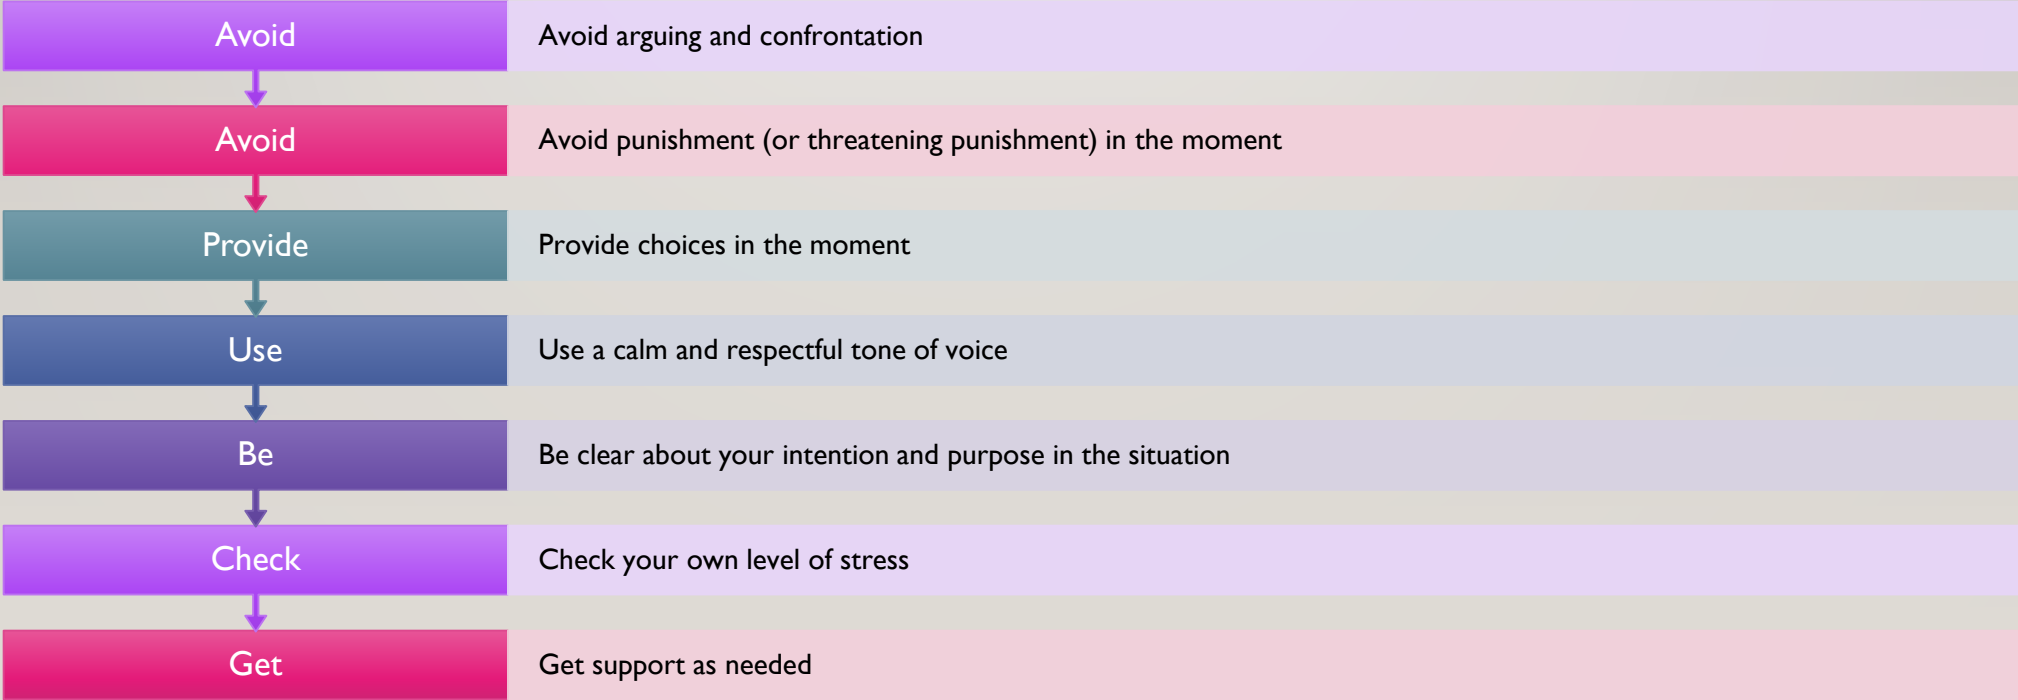 Avoid
Avoid arguing and confrontation
Avoid
Avoid punishment (or threatening punishment) in the moment
Provide
Provide choices in the moment
Use
Use a calm and respectful tone of voice
Be
Be clear about your intention and purpose in the situation
Check
Check your own level of stress
Get
Get support as needed